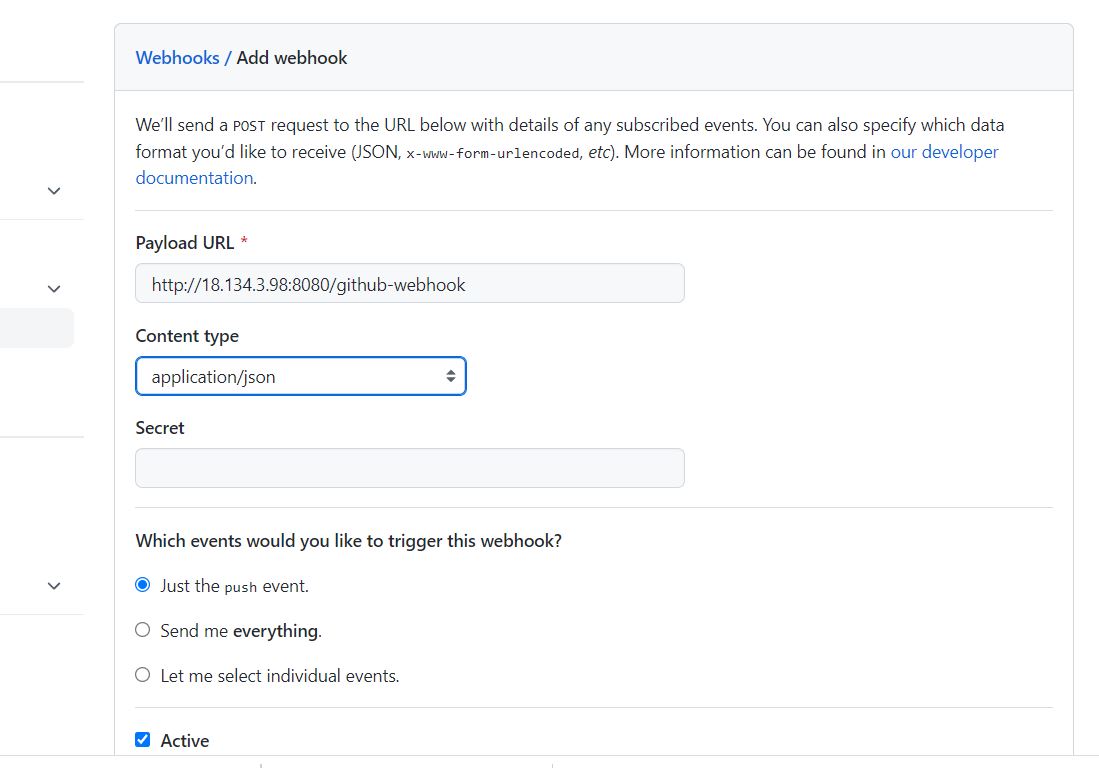 Webhooks / Add webhook
We’ll send a POST request to the URL below with details of any subscribed events. You can also specify which data
format you’d like to receive (JSON, x-www-form-urlencoded, etc). More information can be found in our developer
documentation.
Payload URL *
http://18.134.3.98:8080/github-webhook
Content type
application/json
Secret
Which events would you like to trigger this webhook?
Just the push event.
Send me everything.
Let me select individual events.
Active